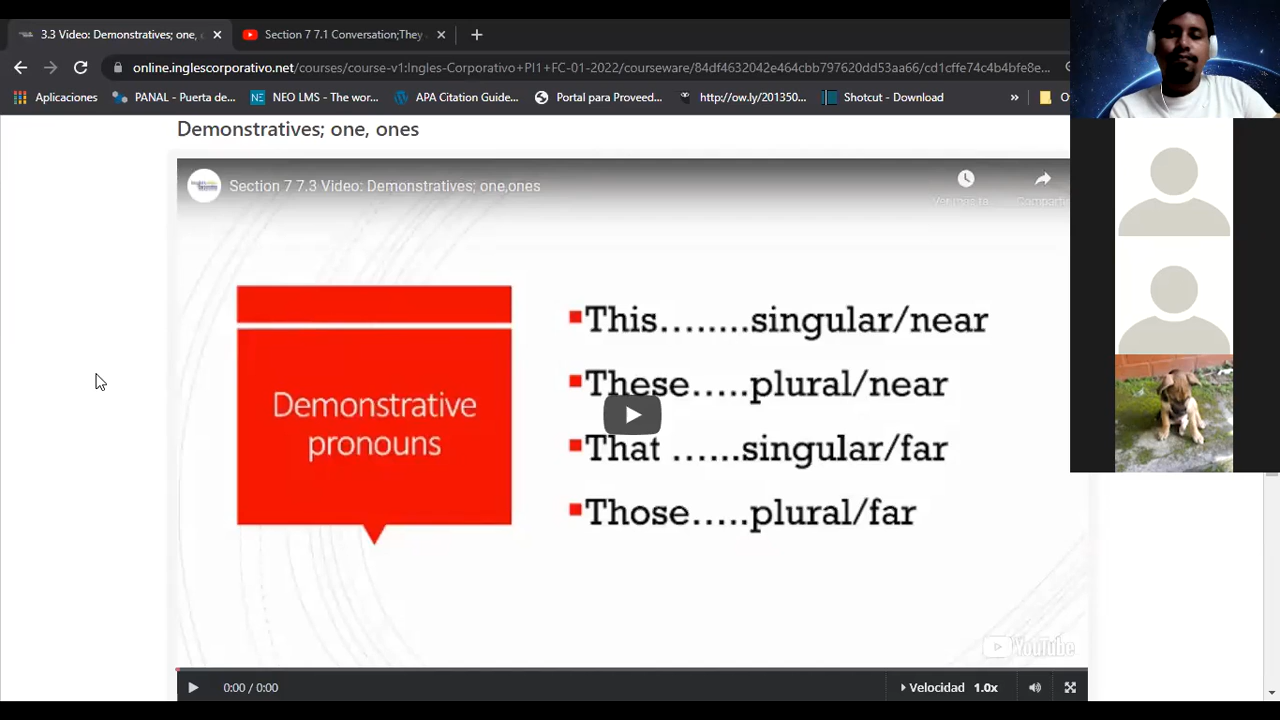 3.3 Video: Demonstratives; one,
Section 7 7.1 Conversation;They
online.inglescorporativo.net/courses/course-v1:Ingles-Corporativo+PI1+FC-01-2022/courseware/84df4632042e464cbb797620dd53aa66/cd1cffe74c4b4bfe8e...
Aplicaciones
PANAL - Puerta de...
NE
NEO LMS - The wor...
APA Citation Guide...
Portal para Proveed...
http://ow.ly/201350...
Shotcut - Download
»
Demonstratives; one, ones
Section 7 7.3 Video: Demonstratives; one,ones
Demonstrative
pronouns
This........singular/near
These.....plural/near
That ......singular/far
Those.....plural/far
YouTube
0:00 / 0:00
Velocidad 1.0x